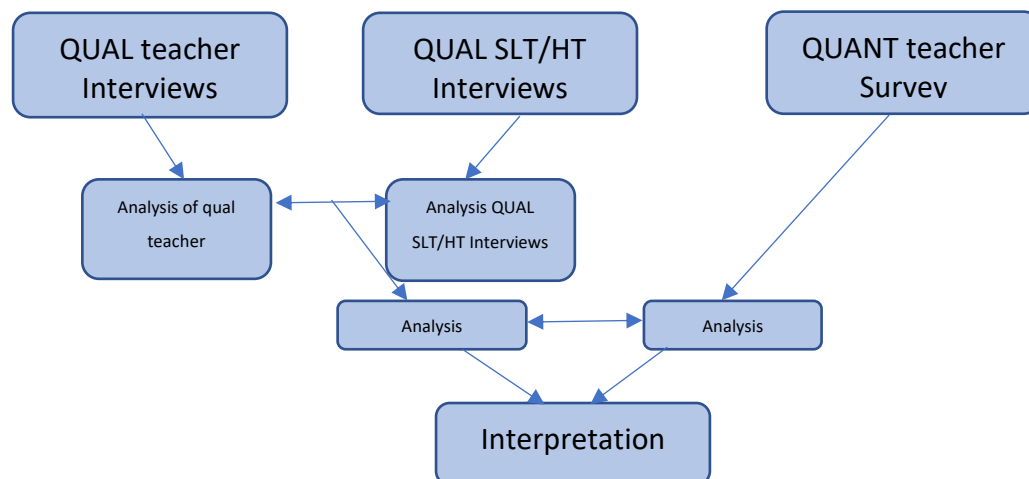 QUAL teacher
Interviews
QUAL SLT/HT
Interviews
QUANT teacher
Survev
Analysis of qual
teacher
Analysis QUAL
SLT/HT Interviews
Analysis
Analysis
Interpretation